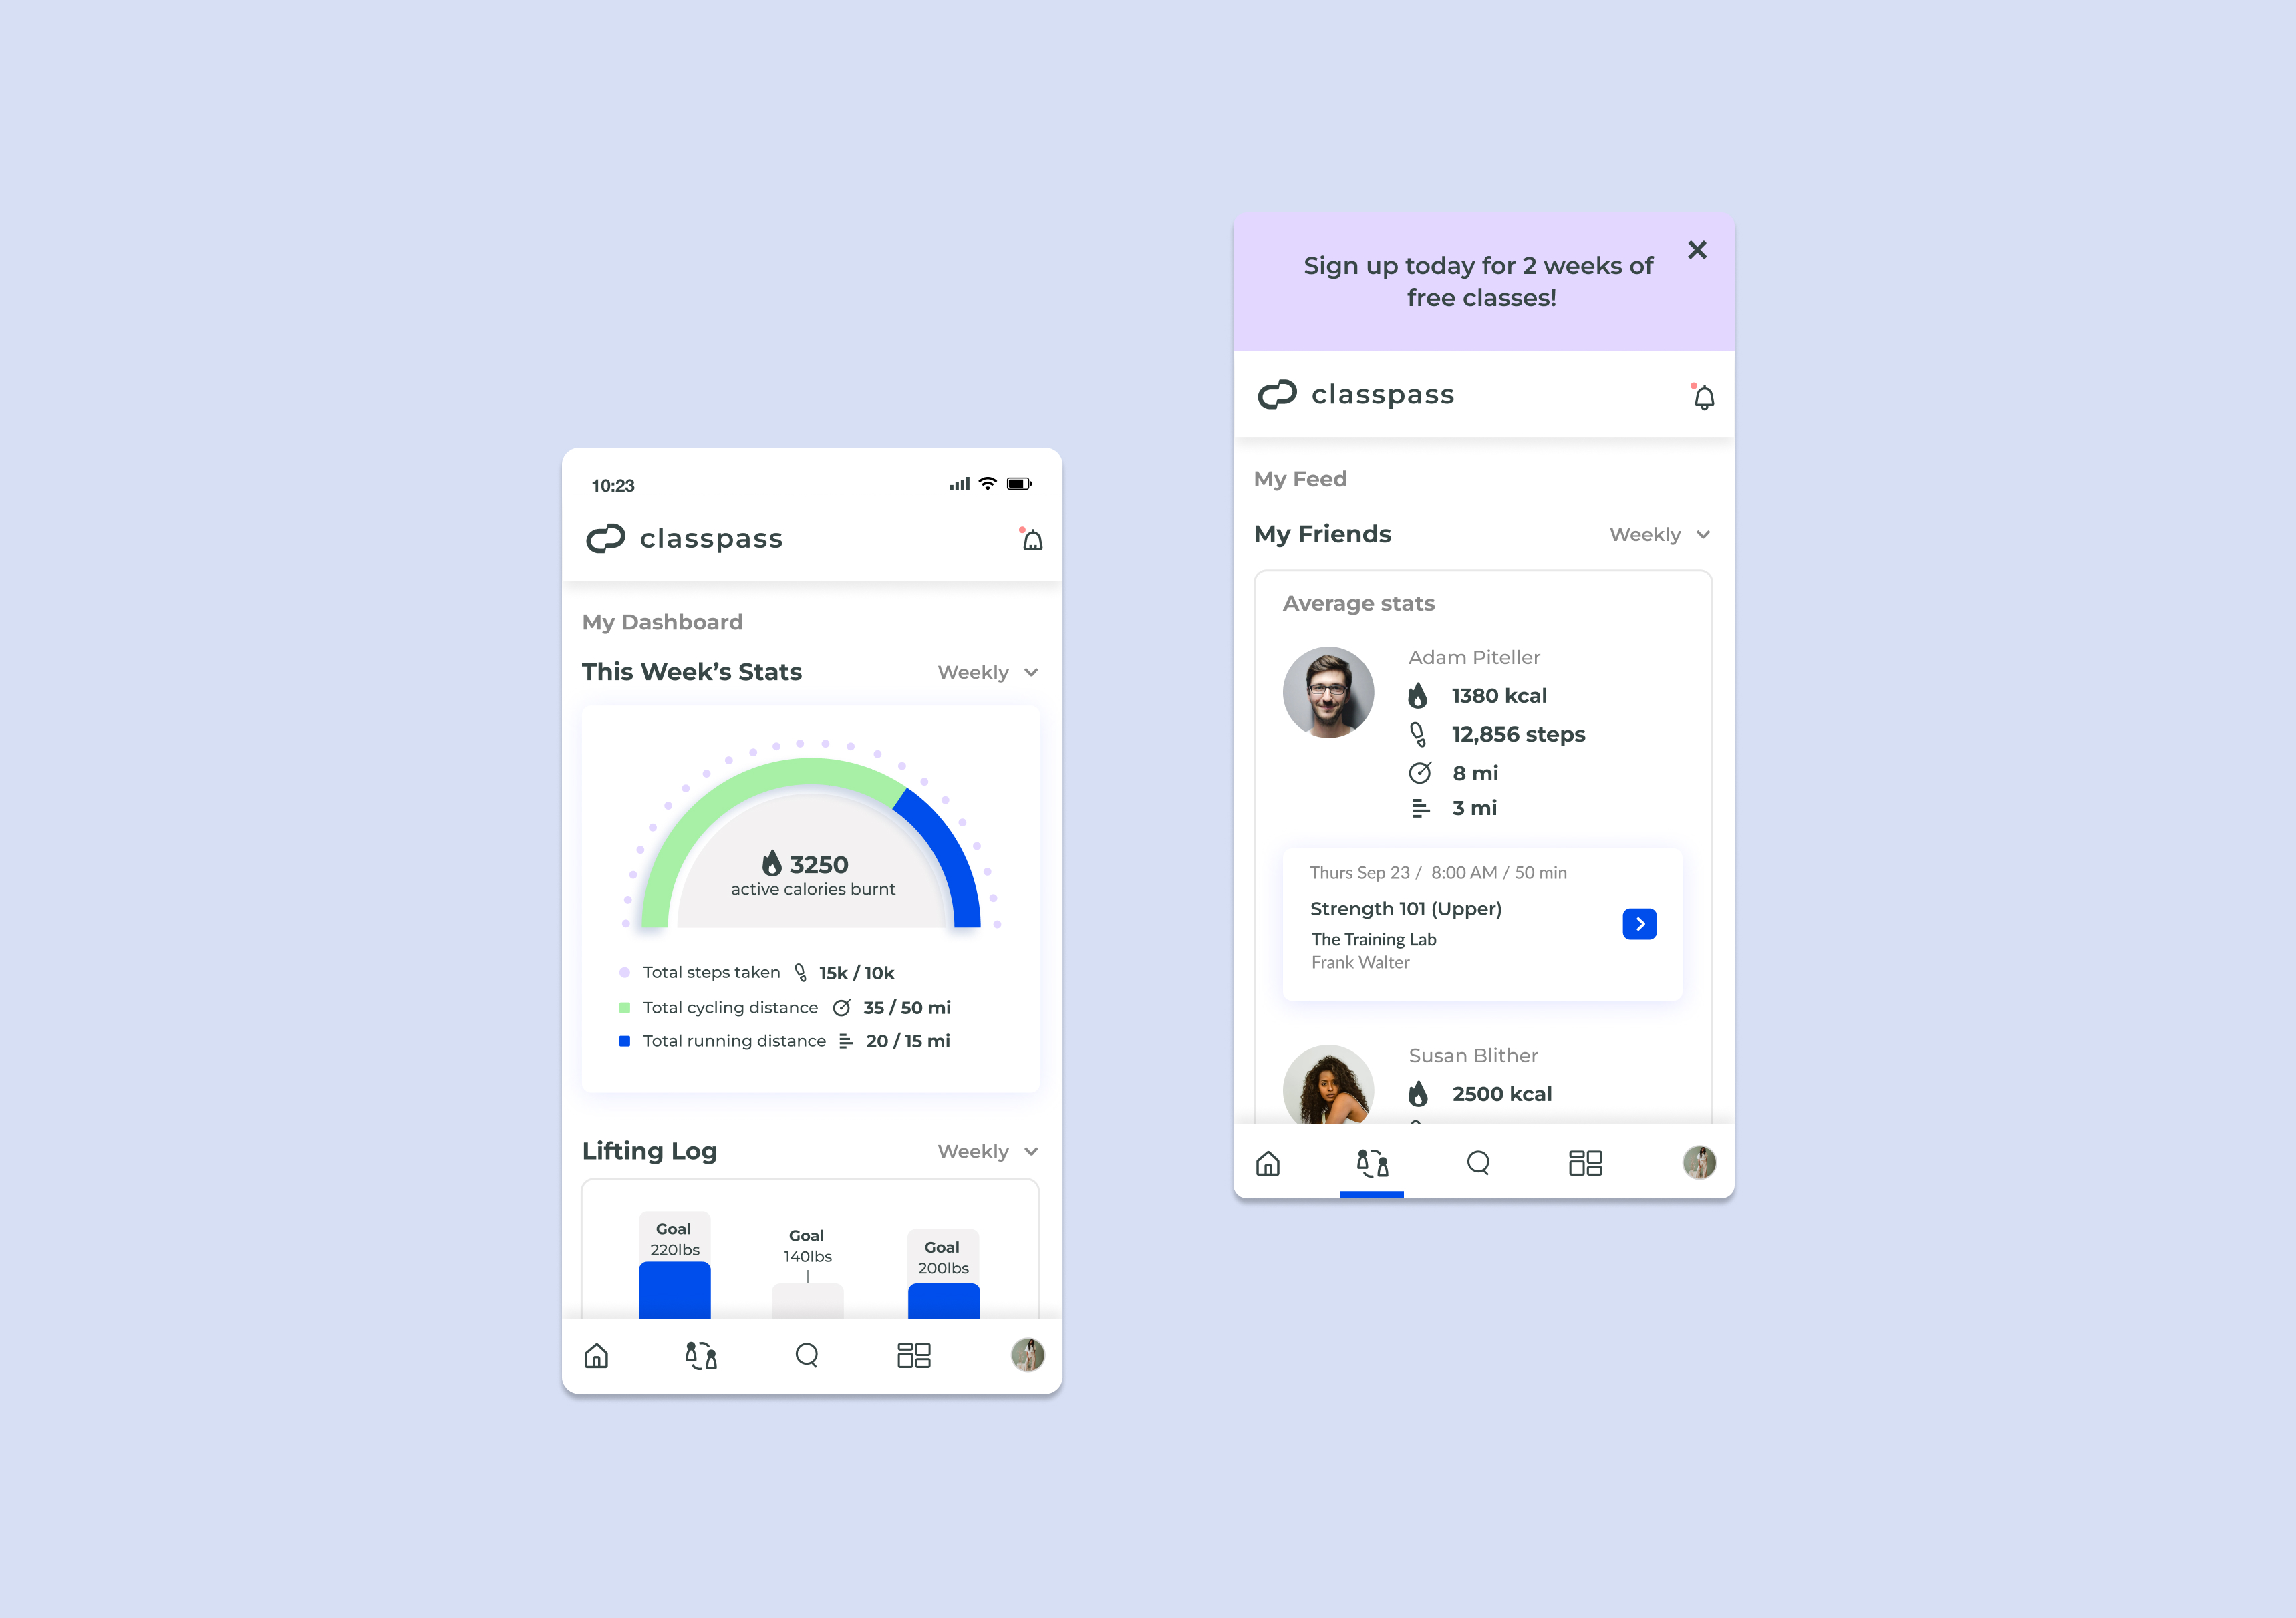 10:23
classpass
My Dashboard
This Week’s Stats
Weekly
3250
active calories burnt
Total steps taken 15k / 10k
Total cycling distance 35 / 50 mi
Total running distance 20 / 15 mi
Lifting Log
Weekly
Goal
220lbs
Goal
140lbs
Goal
200lbs
Sign up today for 2 weeks of
free classes!
classpass
My Feed
My Friends
Weekly
Average stats
Adam Piteller
1380 kcal
12,856 steps
8 mi
3 mi
Thurs Sep 23 / 8:00 AM / 50 min
Strength 101 (Upper)
The Training Lab
Frank Walter
Susan Blither
2500 kcal